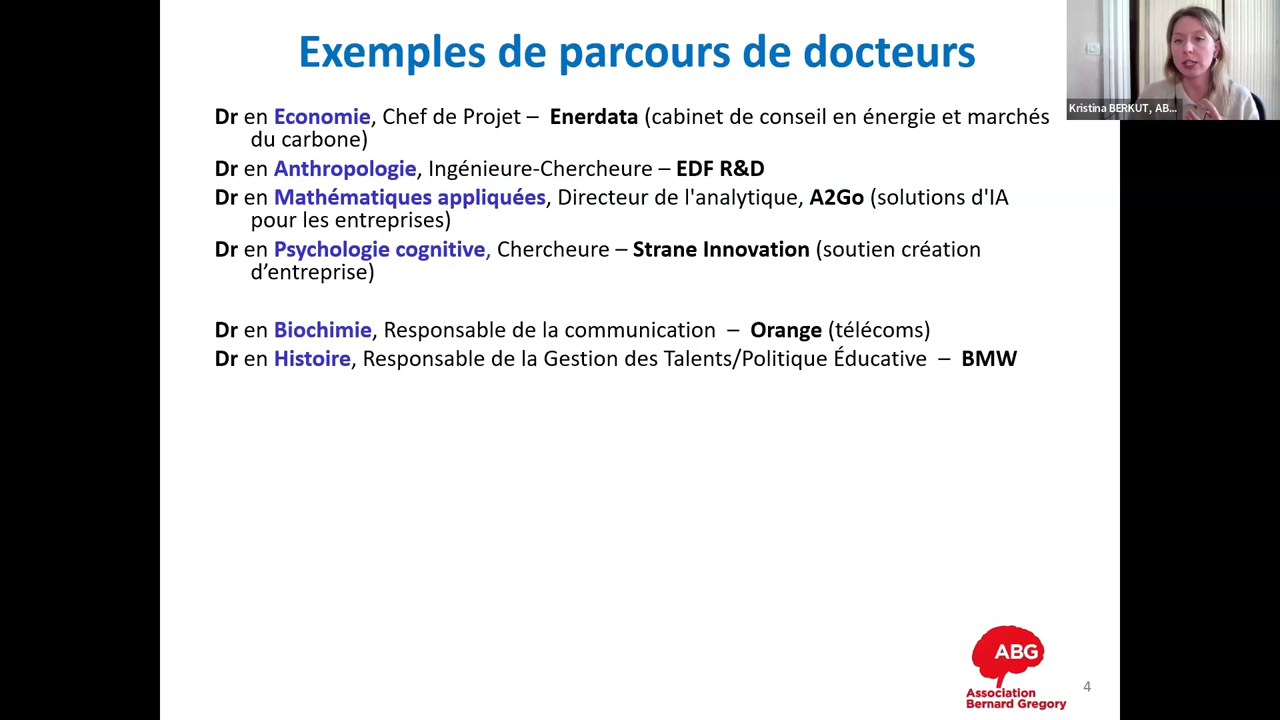 Exemples de parcours de docteurs
Kristina BERKUT, AB...
Dr en Economie, Chef de Projet – Enerdata (cabinet de conseil en énergie et marchés
du carbone)
Dr en Anthropologie, Ingénieure-Chercheure – EDF R&D
Dr en Mathématiques appliquées, Directeur de l'analytique, A2Go (solutions d'IA
pour les entreprises)
Dr en Psychologie cognitive, Chercheure – Strane Innovation (soutien création
d’entreprise)
Dr en Biochimie, Responsable de la communication – Orange (télécoms)
Dr en Histoire, Responsable de la Gestion des Talents/Politique Éducative – BMW
ABG
Association
Bernard Gregory
4